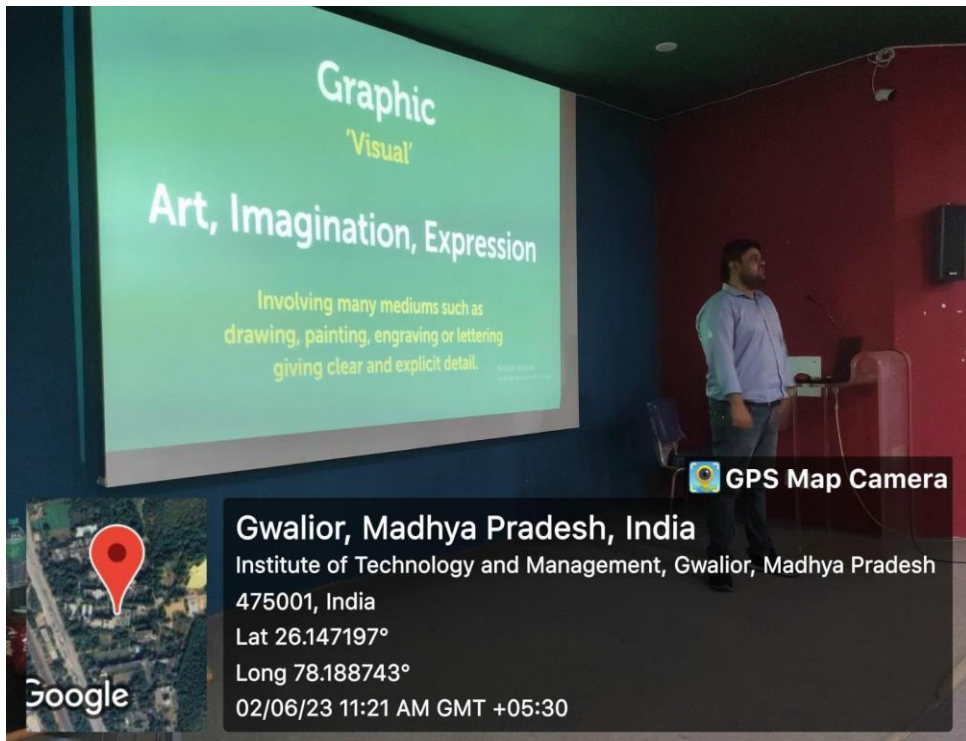 Graphic
'Visual'
Art, Imagination, Expression
Involving many mediums such as
drawing, painting, engraving or lettering
giving clear and explicit detail.
GPS Map Camera
Gwalior, Madhya Pradesh, India
Institute of Technology and Management, Gwalior, Madhya Pradesh
475001, India
Lat 26.147197°
Long 78.188743°
02/06/23 11:21 AM GMT +05:30
Google